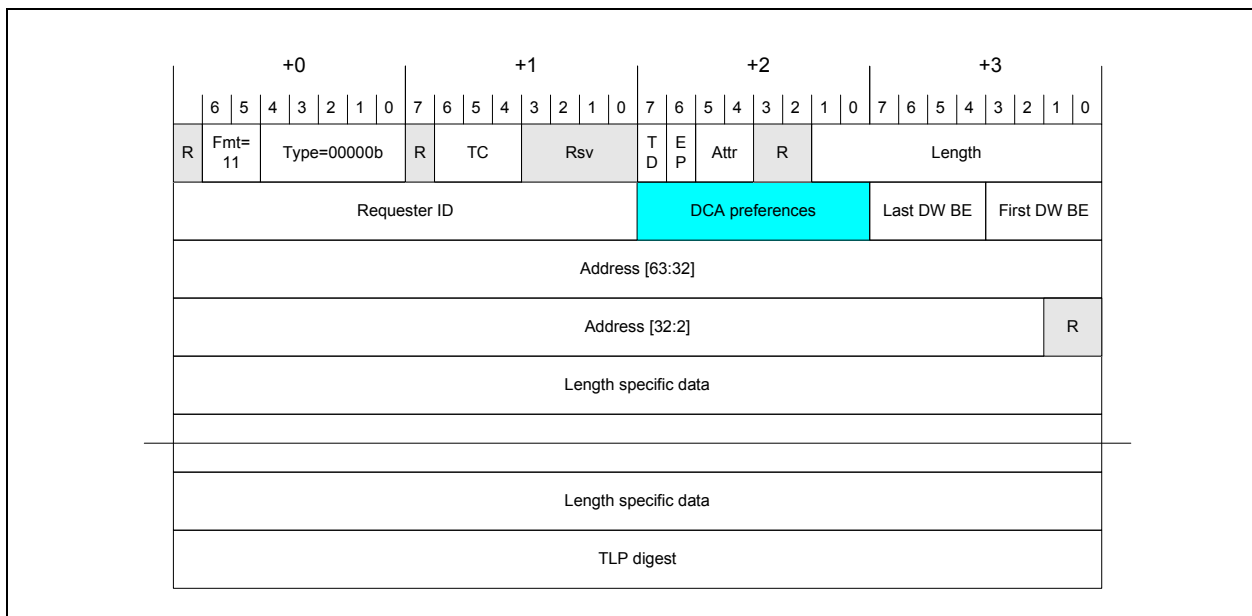 +0 +1 +2 +3
6 5 4 3 2 1 0 7 6 5 4 3 2 1 0 7 6 5 4 3 2 1 0 7 6 5 4 3 2 1 0
R Fmt= 11 Type=00000b R TC Rsv T D E P Attr R Length
Requester ID DCA preferences Last DW BE First DW BE
Address [63:32]
Address [32:2] R
Length specific data
Length specific data
TLP digest